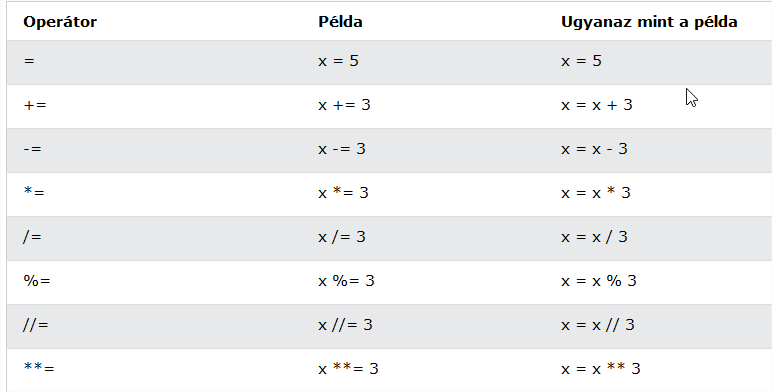 Operátor Példa Ugyanaz mint a példa
= x = 5 x = 5
+= x += 3 x = x + 3
-= x -= 3 x = x - 3
*= x *= 3 x = x * 3
/= x /= 3 x = x / 3
%= x %= 3 x = x % 3
//= x //= 3 x = x // 3
**= x **= 3 x = x ** 3